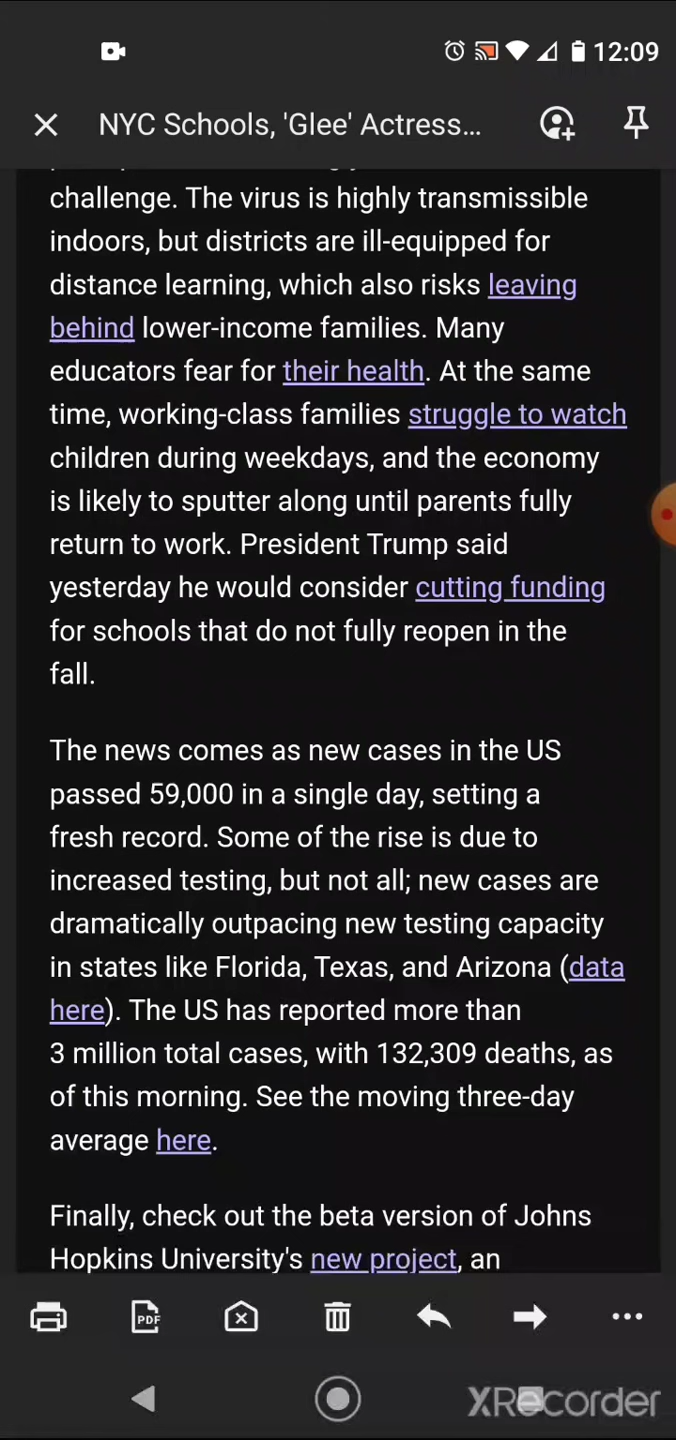 12:09
NYC Schools, 'Glee' Actress...
challenge. The virus is highly transmissible
indoors, but districts are ill-equipped for
distance learning, which also risks leaving
behind lower-income families. Many
educators fear for their health. At the same
time, working-class families struggle to watch
children during weekdays, and the economy
is likely to sputter along until parents fully
return to work. President Trump said
yesterday he would consider cutting funding
for schools that do not fully reopen in the
fall.
The news comes as new cases in the US
passed 59,000 in a single day, setting a
fresh record. Some of the rise is due to
increased testing, but not all; new cases are
dramatically outpacing new testing capacity
in states like Florida, Texas, and Arizona (data
here). The US has reported more than
3 million total cases, with 132,309 deaths, as
of this morning. See the moving three-day
average here.
Finally, check out the beta version of Johns
Hopkins University's new project, an
PDF
XRecorder